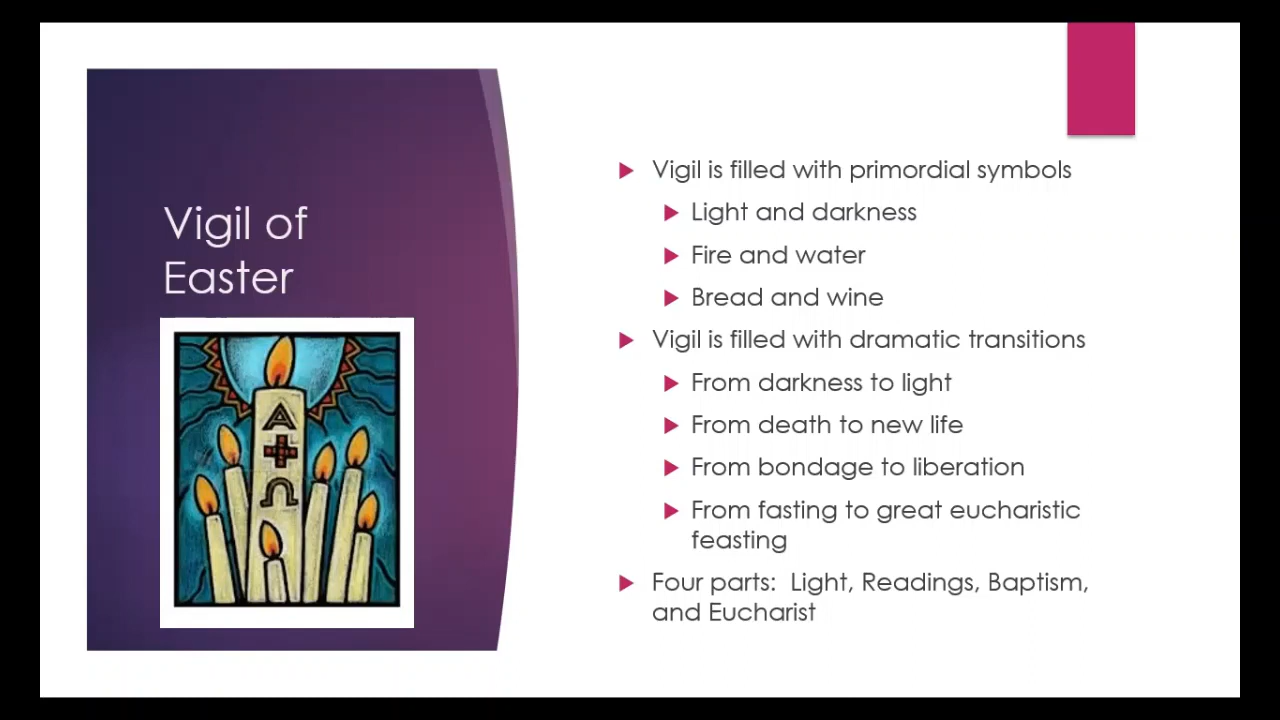 Vigil of
Easter
Α
Ω
Vigil is filled with primordial symbols
Light and darkness
Fire and water
Bread and wine
Vigil is filled with dramatic transitions
From darkness to light
From death to new life
From bondage to liberation
From fasting to great eucharistic
feasting
Four parts:  Light, Readings, Baptism,
and Eucharist